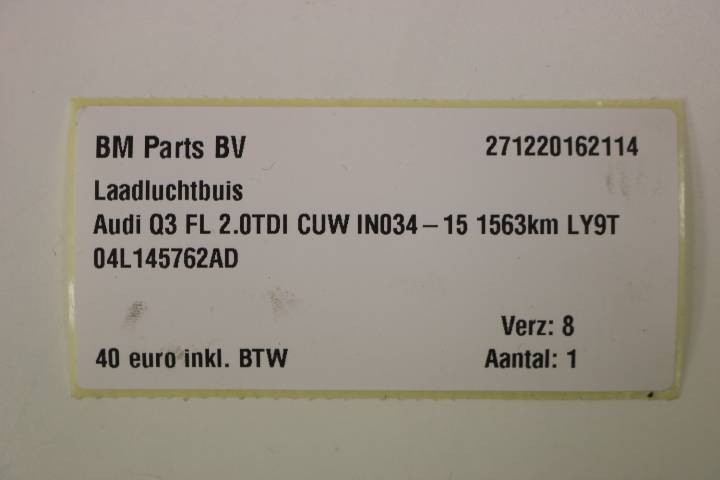 BM Parts BV 271220162114
Laadluchtbuis
Audi Q3 FL 2.0TDI CUW IN034-15 1563km LY9T
04L145762AD
Verz: 8
40 euro inkl. BTW Aantal: 1